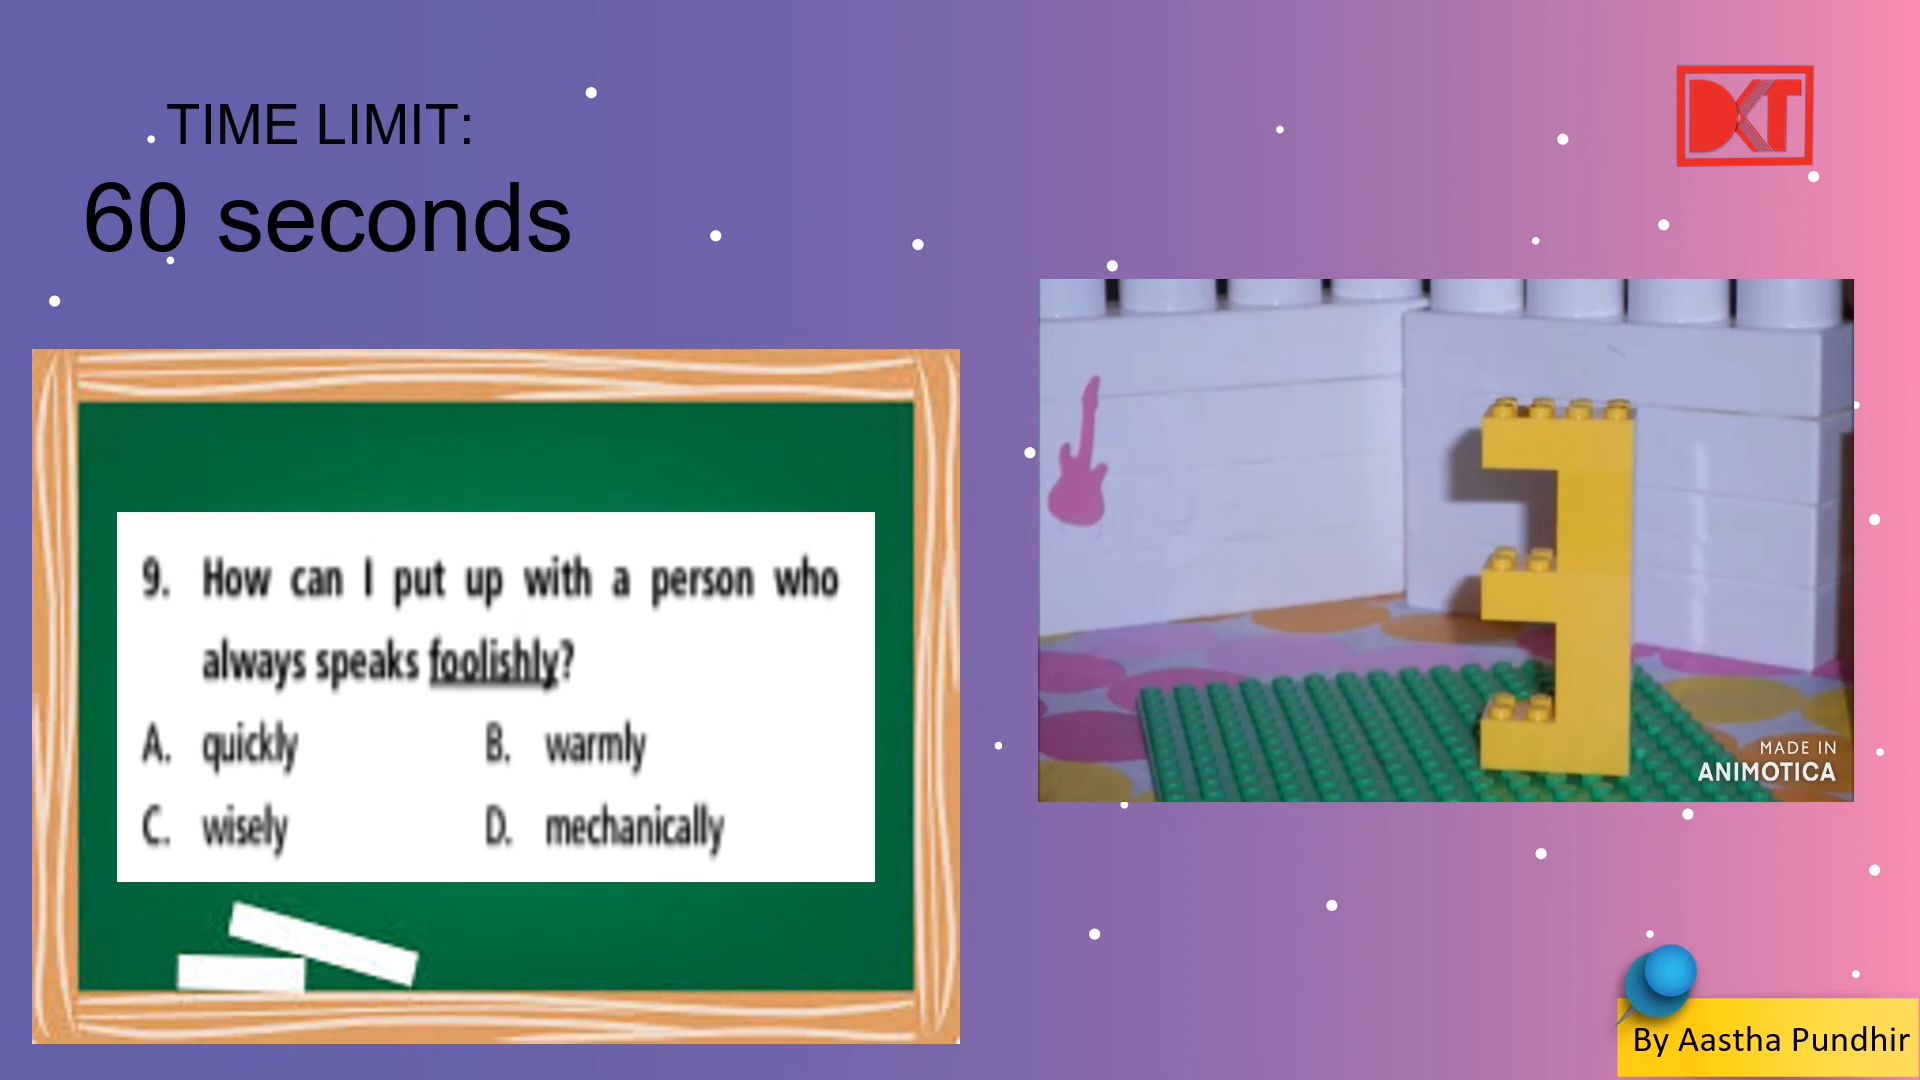 TIME LIMIT:
60 seconds
DKT
9. How can I put up with a person who
always speaks foolishly?
A. quickly B. warmly
C. wisely D. mechanically
MADE IN
ANIMOTICA
By Aastha Pundhir